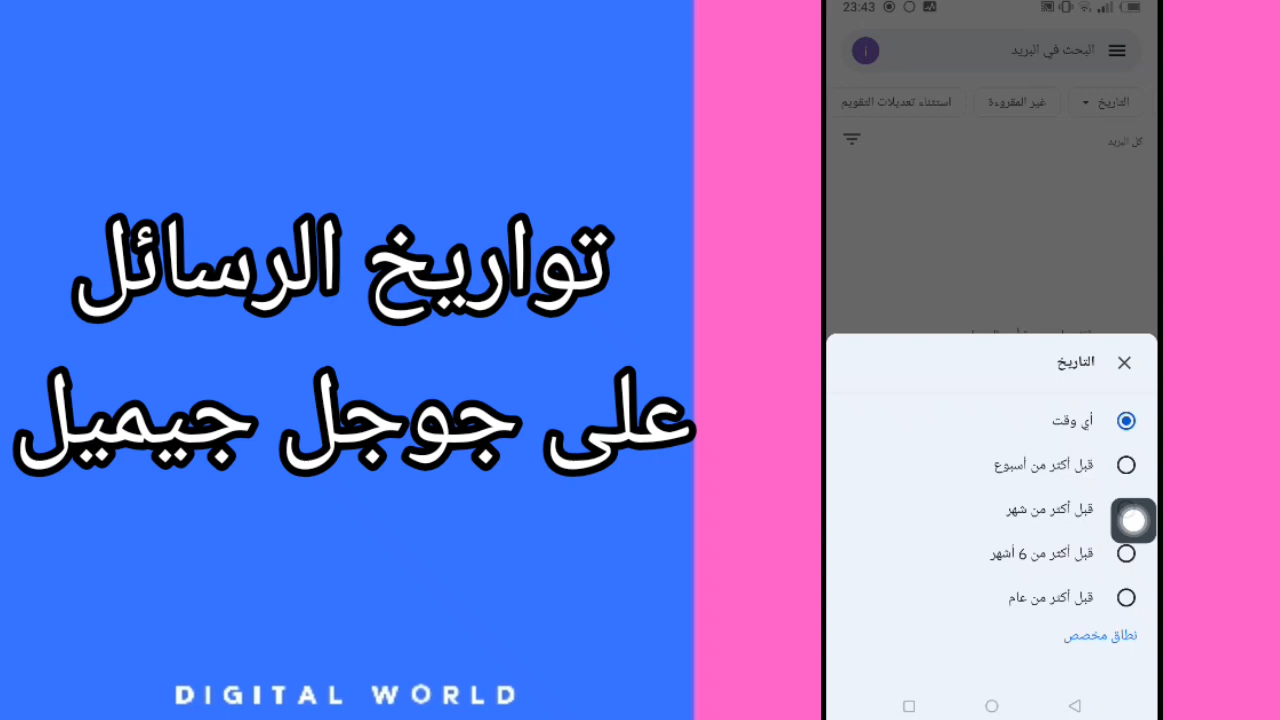 تواريخ الرسائل
على جوجل جيميل
DIGITAL WORLD
23:43
البحث في البريد
i
التاريخ
غير المقروءة
استثناء تعديلات التقويم
كل البريد
التاريخ
أي وقت
قبل أكثر من أسبوع
قبل أكثر من شهر
قبل أكثر من 6 أشهر
قبل أكثر من عام
نطاق مخصص